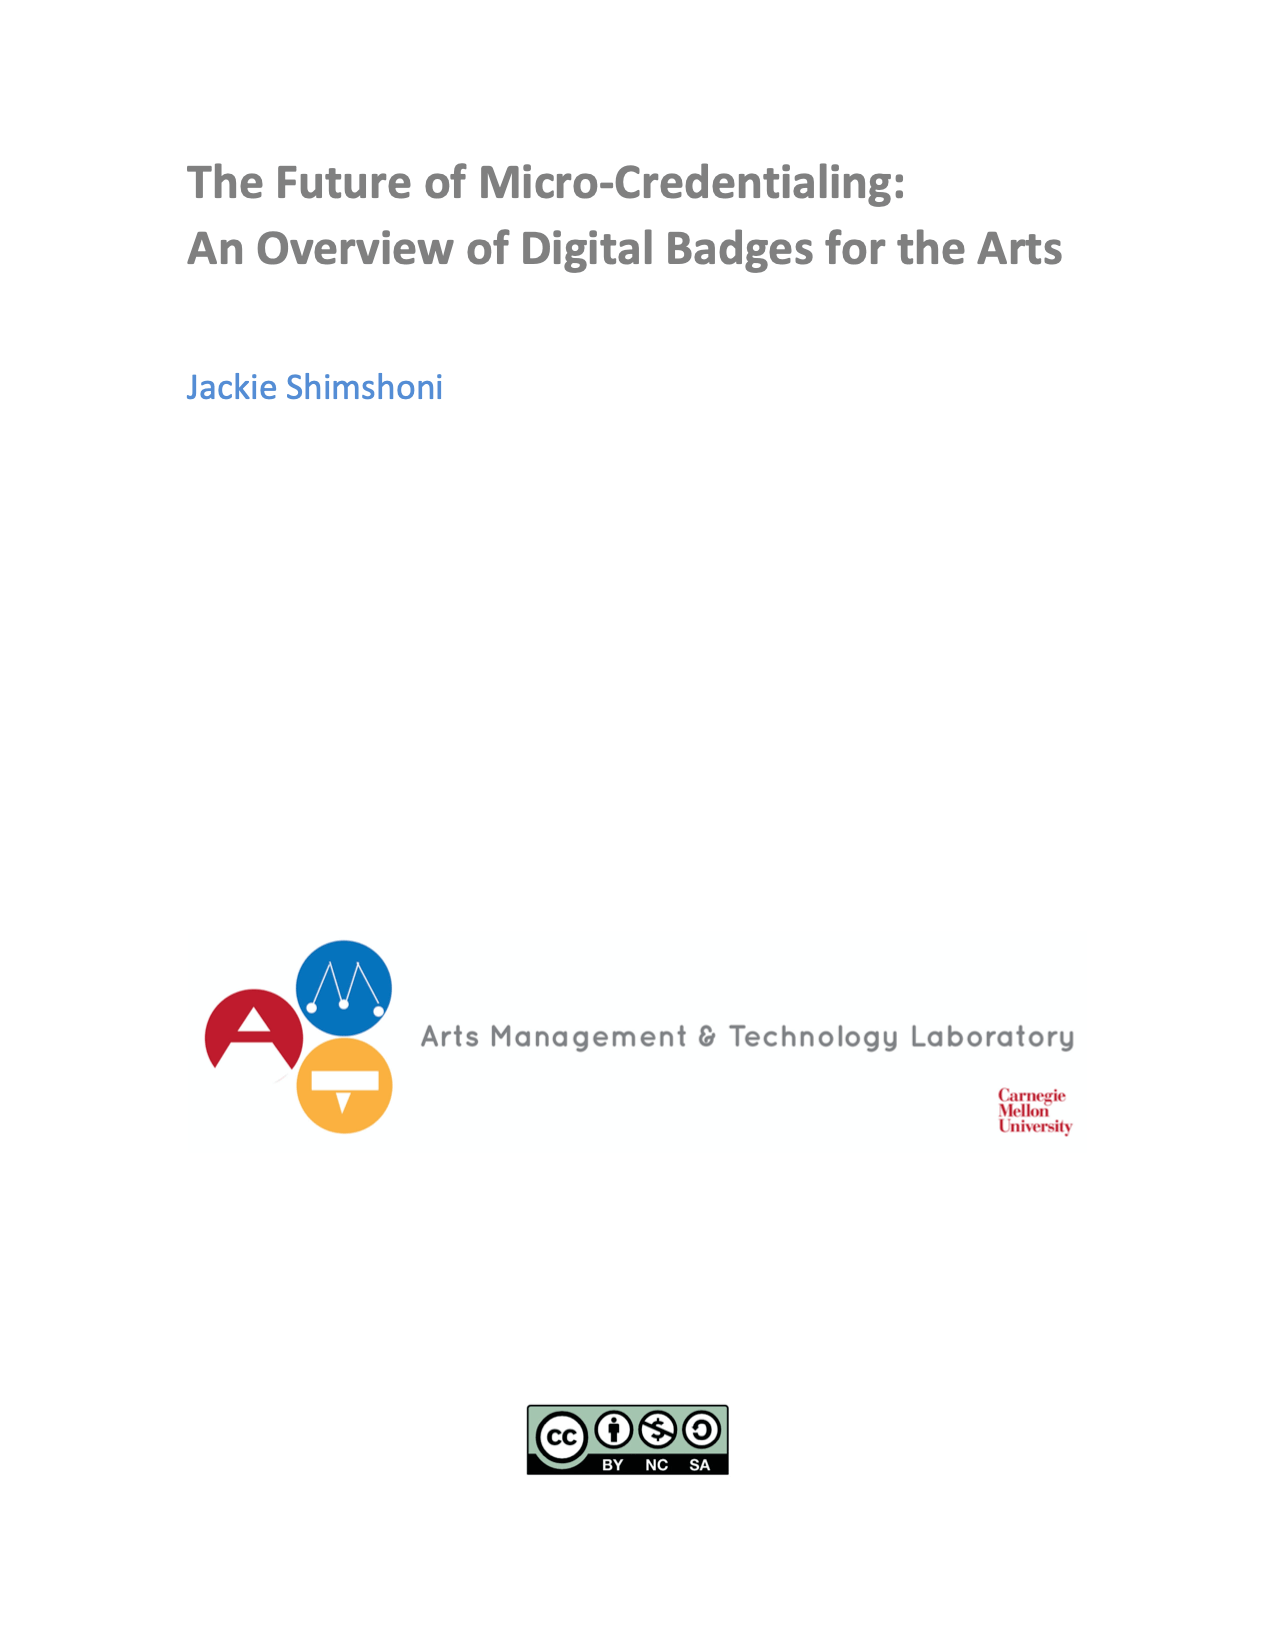 The Future of Micro-Credentialing:
An Overview of Digital Badges for the Arts
Jackie Shimshoni
A M T
Arts Management & Technology Laboratory
Carnegie
Mellon
University
cc
BY NC SA